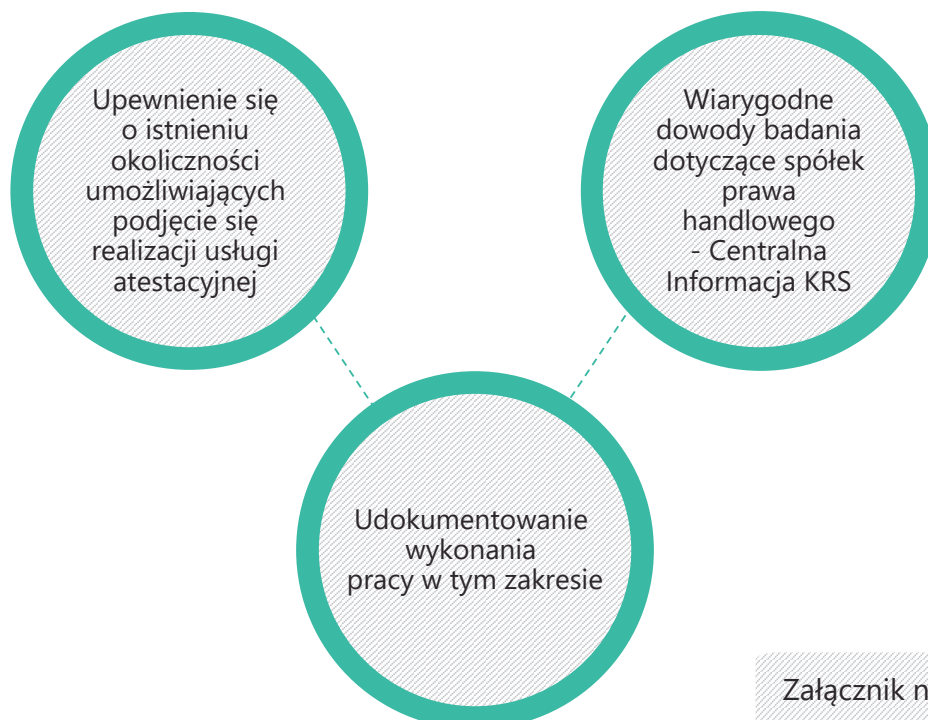 Upewnienie się
o istnieniu
okoliczności
umożliwiających
podjęcie się
realizacji usługi
atestacyjnej
Wiarygodne
dowody badania
dotyczące spółek
prawa
handlowego
- Centralna
Informacja KRS
Udokumentowanie
wykonania
pracy w tym zakresie
Załącznik n